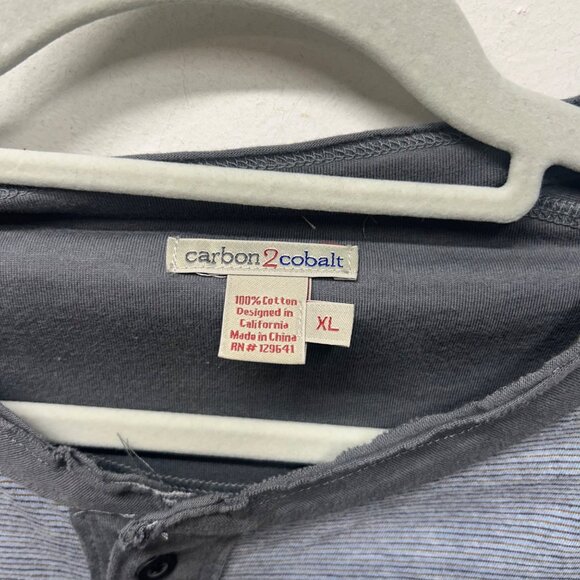 carbon2cobalt
100% Cotton
Designed in
California
Made in China
RN # 129641
XL